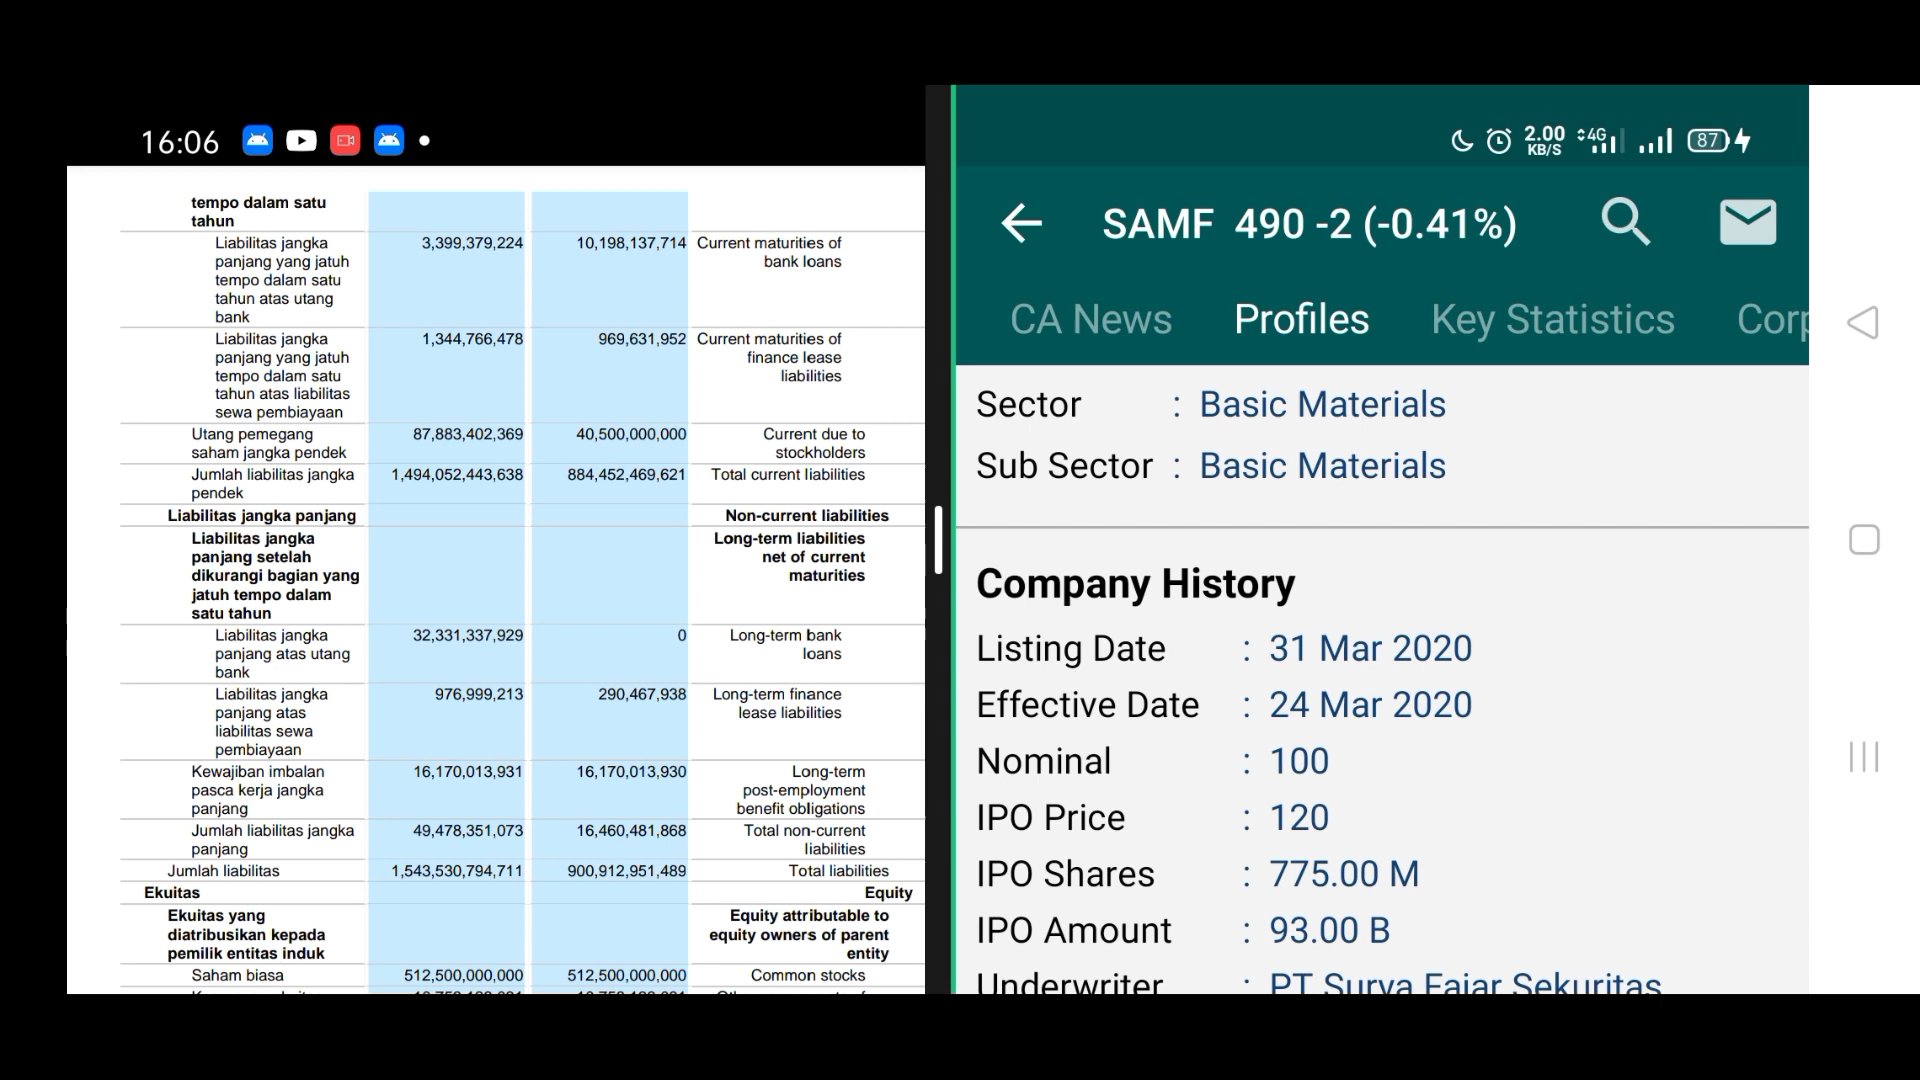 16:06
tempo dalam satu
tahun
Liabilitas jangka
panjang yang jatuh
tempo dalam satu
tahun atas utang
bank
3,399,379,224
10,198,137,714
Current maturities of
bank loans
Liabilitas jangka
panjang yang jatuh
tempo dalam satu
tahun atas liabilitas
sewa pembiayaan
1,344,766,478
969,631,952
Current maturities of
finance lease
liabilities
Utang pemegang
saham jangka pendek
87,883,402,369
40,500,000,000
Current due to
stockholders
Jumlah liabilitas jangka
pendek
1,494,052,443,638
884,452,469,621
Total current liabilities
Liabilitas jangka panjang
Non-current liabilities
Liabilitas jangka
panjang setelah
dikurangi bagian yang
jatuh tempo dalam
satu tahun
Long-term liabilities
net of current
maturities
Liabilitas jangka
panjang atas utang
bank
32,331,337,929
0
Long-term bank
loans
Liabilitas jangka
panjang atas
liabilitas sewa
pembiayaan
976,999,213
290,467,938
Long-term finance
lease liabilities
Kewajiban imbalan
pasca kerja jangka
panjang
16,170,013,931
16,170,013,930
Long-term
post-employment
benefit obligations
Jumlah liabilitas jangka
panjang
49,478,351,073
16,460,481,868
Total non-current
liabilities
Jumlah liabilitas
1,543,530,794,711
900,912,951,489
Total liabilities
Ekuitas
Equity
Ekuitas yang
diatribusikan kepada
pemilik entitas induk
Equity attributable to
equity owners of parent
entity
Saham biasa
512,500,000,000
512,500,000,000
Common stocks
2.00
KB/S
4G
87
SAMF 490 -2 (-0.41%)
CA News Profiles Key Statistics Corp
Sector : Basic Materials
Sub Sector : Basic Materials
Company History
Listing Date : 31 Mar 2020
Effective Date : 24 Mar 2020
Nominal : 100
IPO Price : 120
IPO Shares : 775.00 M
IPO Amount : 93.00 B
Underwriter : PT Surya Fajar Sekuritas